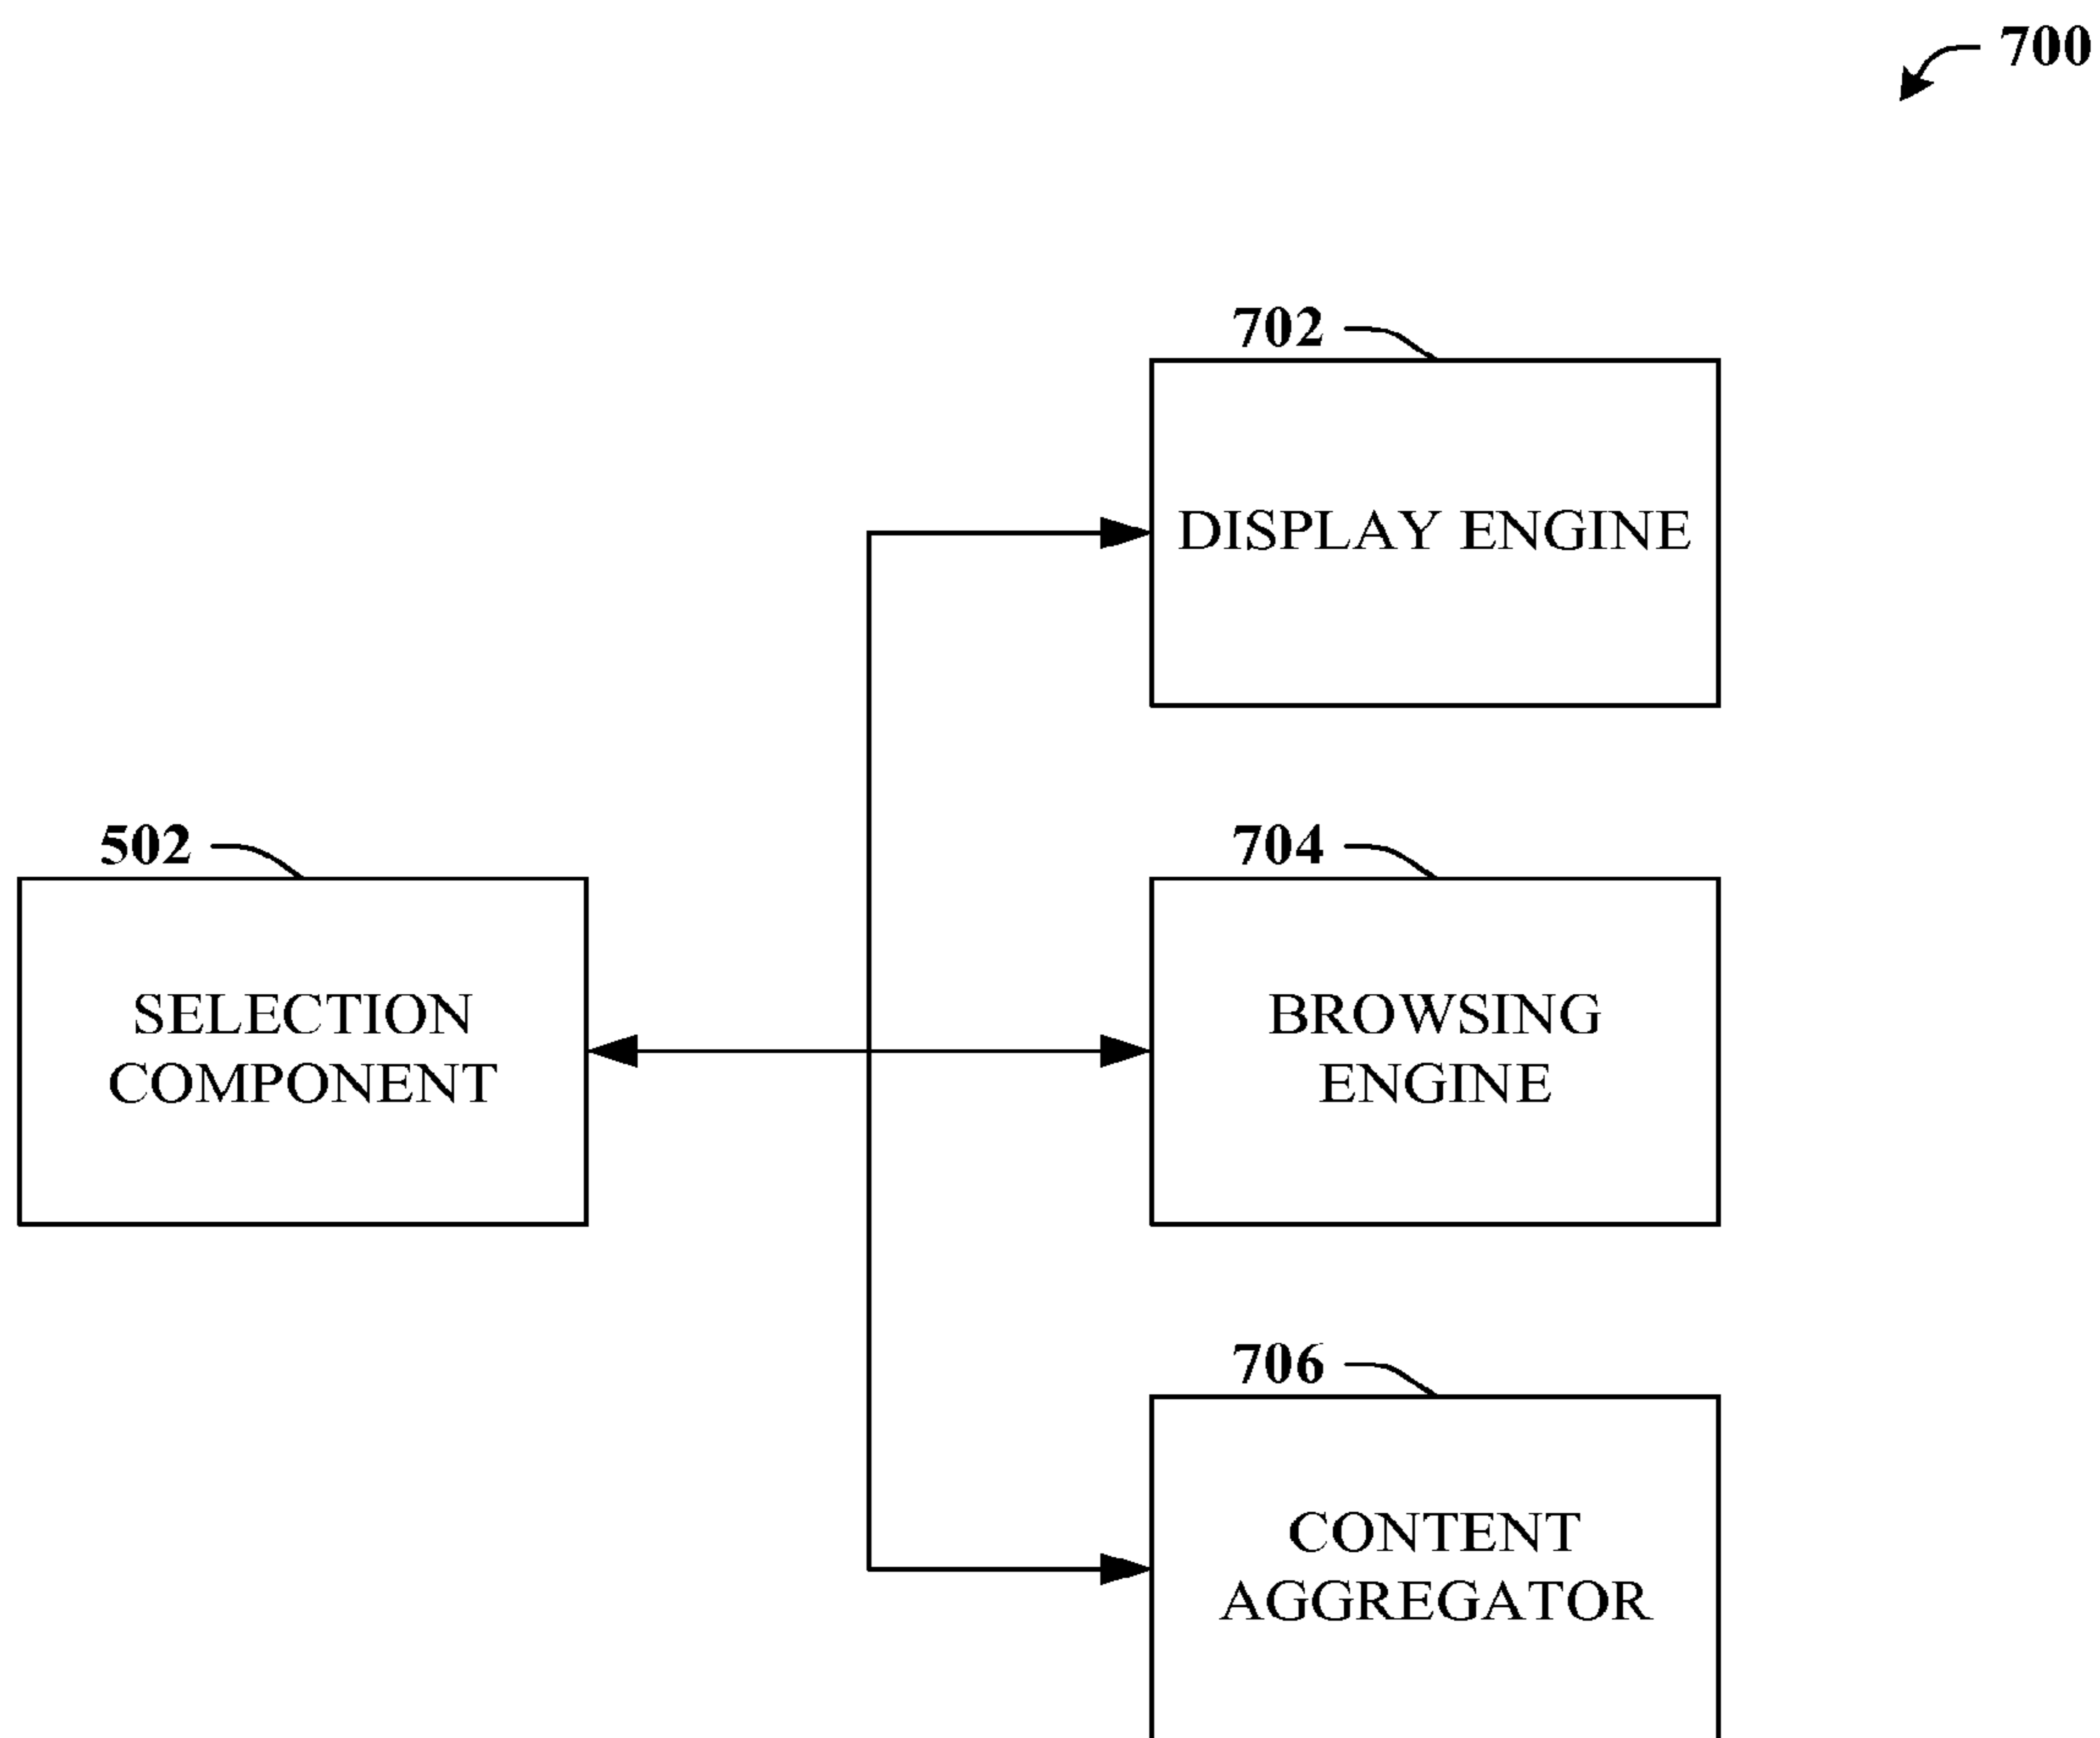 700
702
DISPLAY ENGINE
502
SELECTION
COMPONENT
704
BROWSING
ENGINE
706
CONTENT
AGGREGATOR